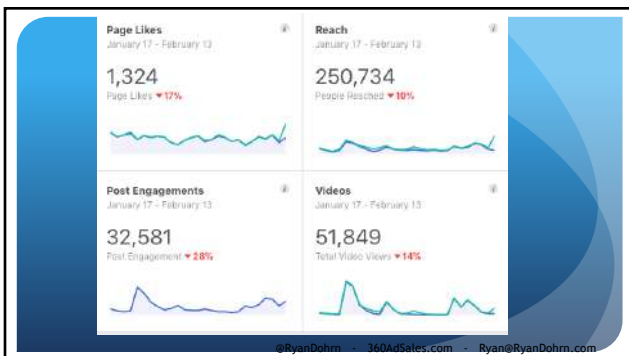 Page Likes
January 17 - February 13
1,324
Page Likes ▼17%
Reach
January 17 - February 13
250,734
People Reached ▼10%
Post Engagements
January 17 - February 13
32,581
Post Engagement ▼28%
Videos
January 17 - February 13
51,849
Total Video Views ▼14%
@RyanDohrn - 360AdSales.com - Ryan@RyanDohrn.com